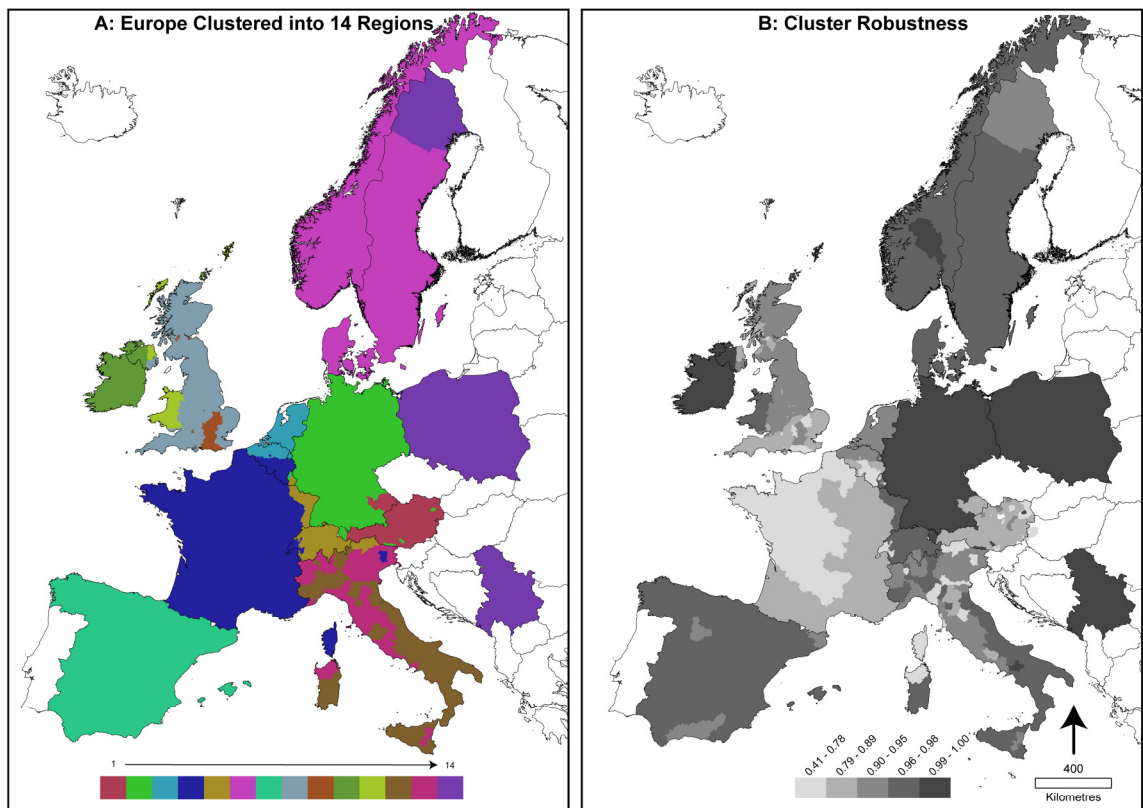 A: Europe Clustered into 14 Regions
1
14
B: Cluster Robustness
0.41 - 0.78
0.79 - 0.89
0.90 - 0.95
0.96 - 0.98
0.99 - 1.00
400
Kilometres